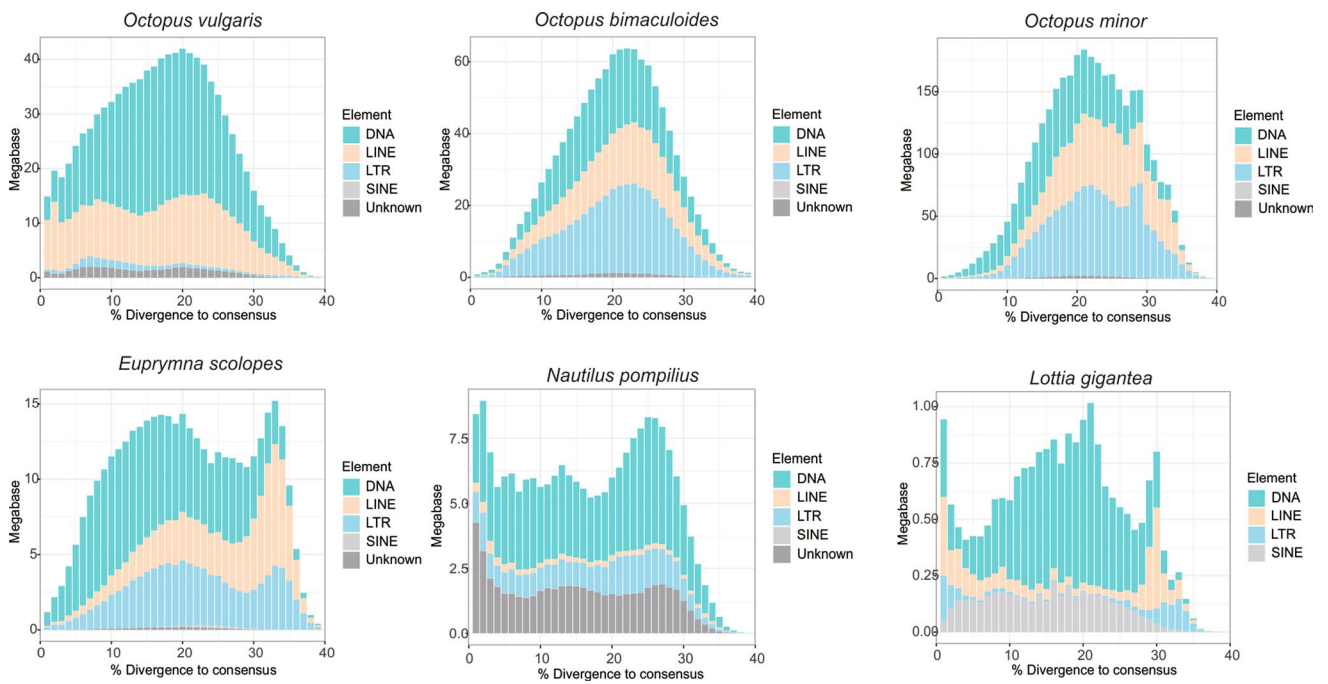 Octopus vulgaris
Megabase
40
30
20
10
0
0 10 20 30 40
% Divergence to consensus
Element
DNA
LINE
LTR
SINE
Unknown
Octopus bimaculoides
Megabase
60
40
20
0
0 10 20 30 40
% Divergence to consensus
Element
DNA
LINE
LTR
SINE
Unknown
Octopus minor
Megabase
150
100
50
0
0 10 20 30 40
% Divergence to consensus
Element
DNA
LINE
LTR
SINE
Unknown
Euprymna scolopes
Megabase
15
10
5
0
0 10 20 30 40
% Divergence to consensus
Element
DNA
LINE
LTR
SINE
Unknown
Nautilus pompilius
Megabase
7.5
5.0
2.5
0.0
0 10 20 30 40
% Divergence to consensus
Element
DNA
LINE
LTR
SINE
Unknown
Lottia gigantea
Megabase
1.00
0.75
0.50
0.25
0.00
0 10 20 30 40
% Divergence to consensus
Element
DNA
LINE
LTR
SINE